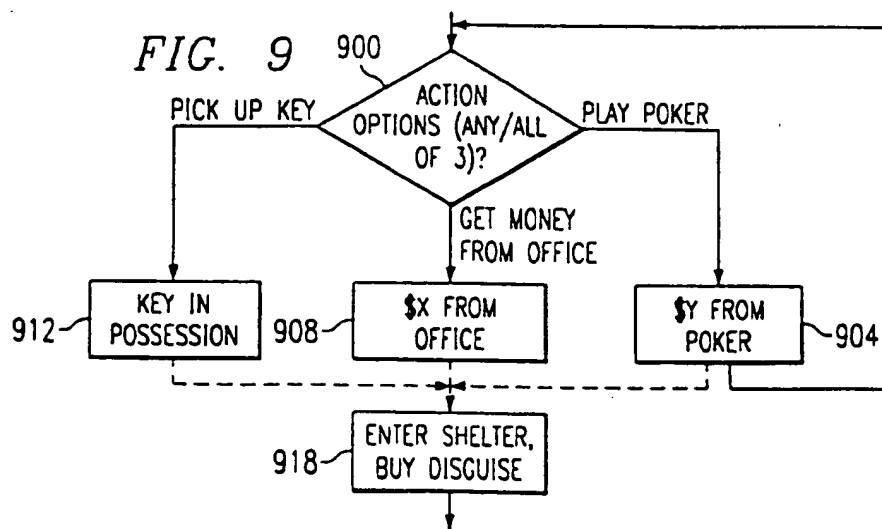 FIG. 9
900
ACTION
OPTIONS (ANY/ALL
OF 3)?
PICK UP KEY
PLAY POKER
GET MONEY
FROM OFFICE
912
KEY IN
POSSESSION
908
$X FROM
OFFICE
$Y FROM
POKER
904
918
ENTER SHELTER,
BUY DISGUISE